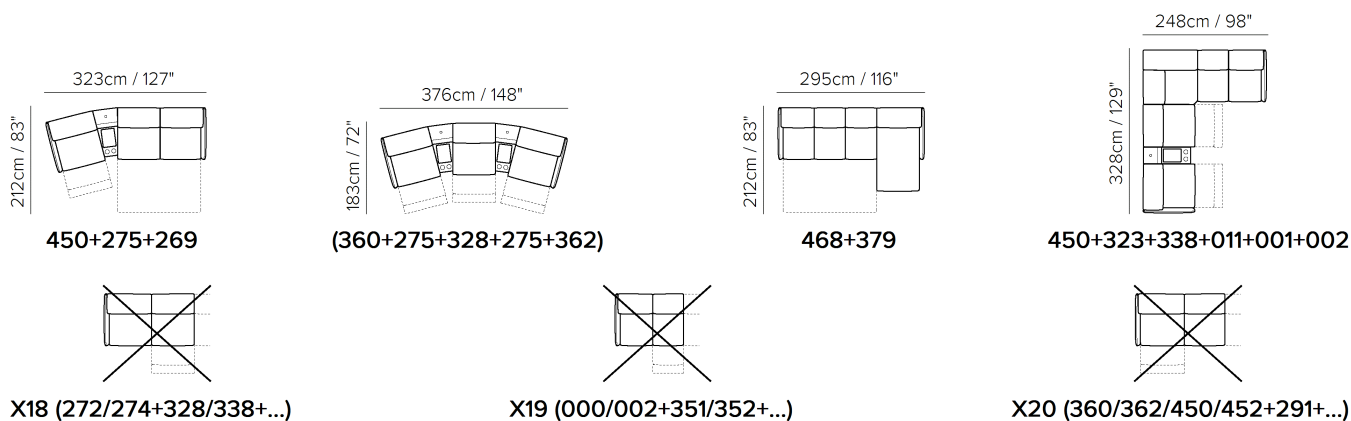 248cm / 98"
323cm / 127"
376cm / 148"
295cm / 116"
212cm / 83"
183cm / 72"
212cm / 83"
328cm / 129"
450+275+269
(360+275+328+275+362)
468+379
450+323+338+011+001+002
X18 (272/274+328/338+...)
X19 (000/002+351/352+...)
X20 (360/362/450/452+291+...)